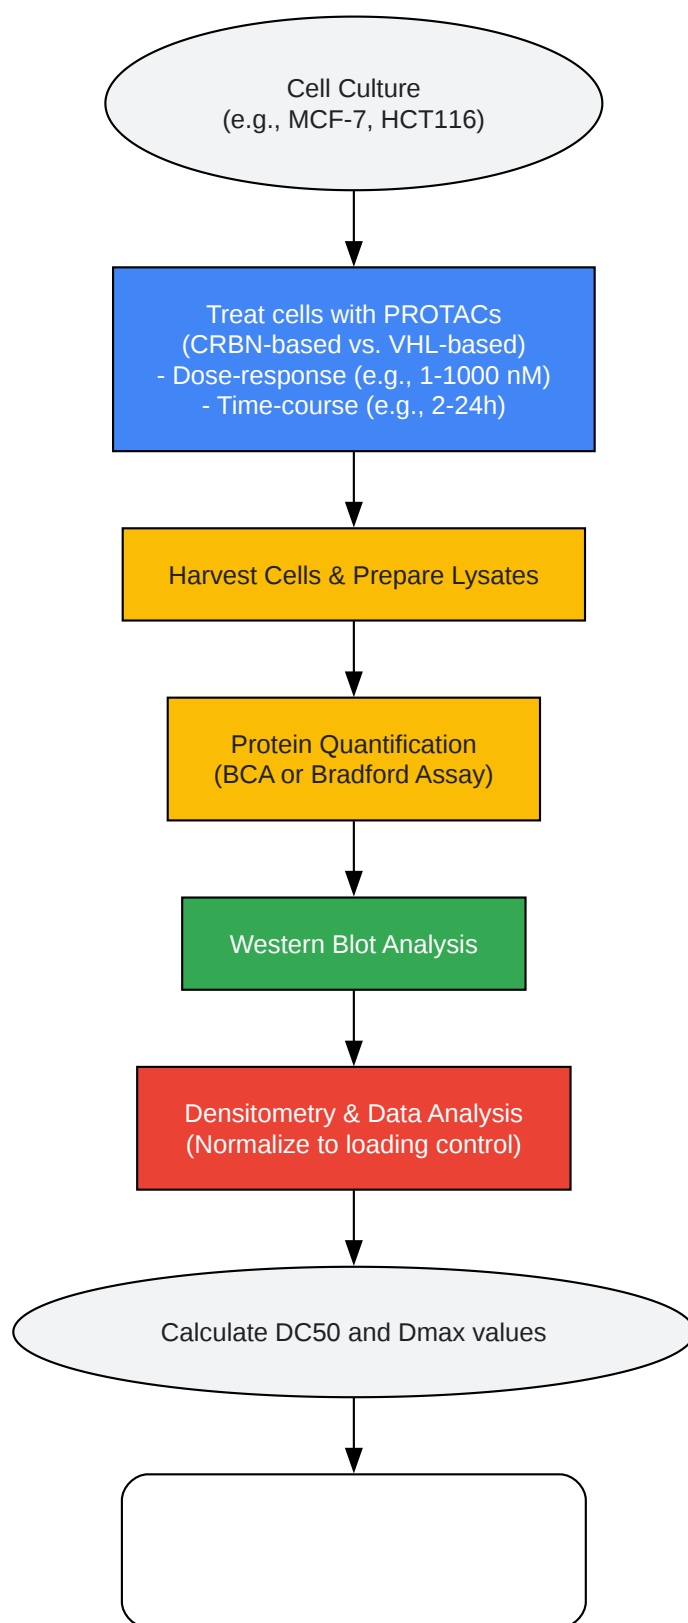 Cell Culture
(e.g., MCF-7, HCT116)
Treat cells with PROTACs
(CRBN-based vs. VHL-based)
- Dose-response (e.g., 1-1000 nM)
- Time-course (e.g., 2-24h)
Harvest Cells & Prepare Lysates
Protein Quantification
(BCA or Bradford Assay)
Western Blot Analysis
Densitometry & Data Analysis
(Normalize to loading control)
Calculate DC50 and Dmax values